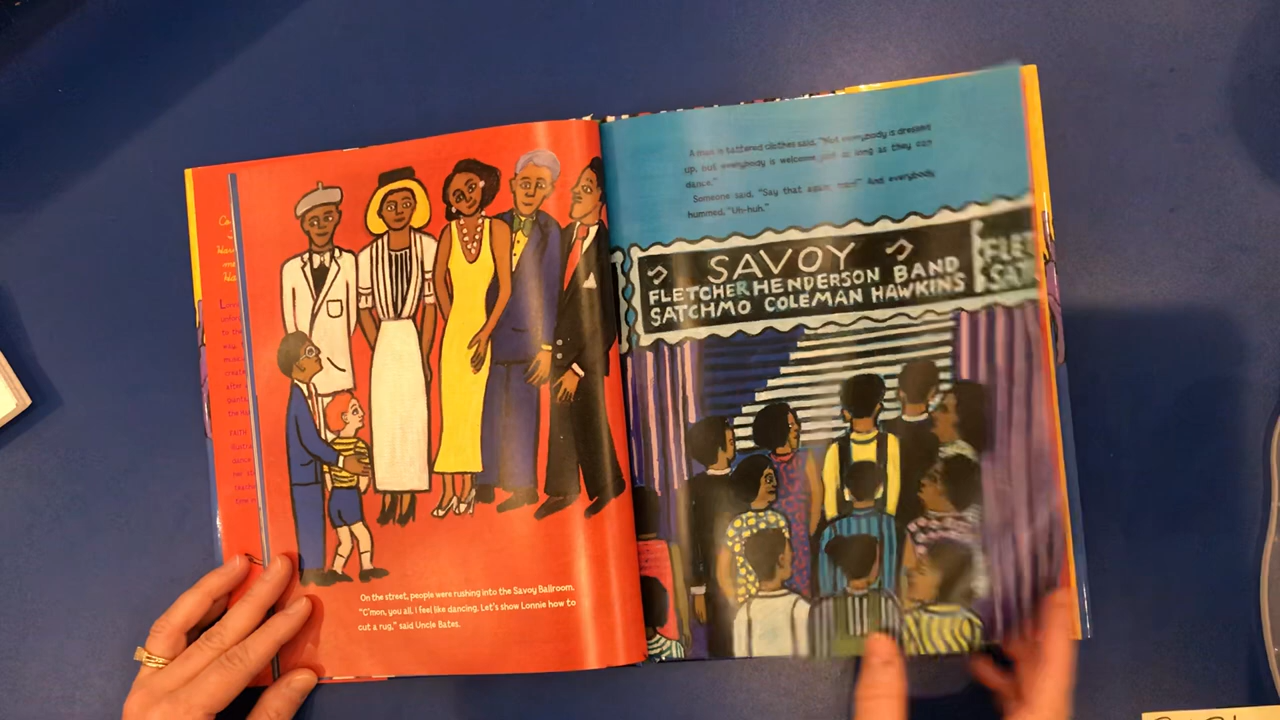 On the street, people were rushing into the Savoy Ballroom.
"C'mon, you all. I feel like dancing. Let's show Lonnie how to
cut a rug," said Uncle Bates.
A man in tattered clothes said, "Not everybody is dressed
up, but everybody is welcome just as long as they can
dance."
Someone said, "Say that again, man!" And everybody
hummed, "Uh-huh."
SAVOY
FLETCHER HENDERSON BAND
SATCHMO COLEMAN HAWKINS
FLET
SAT